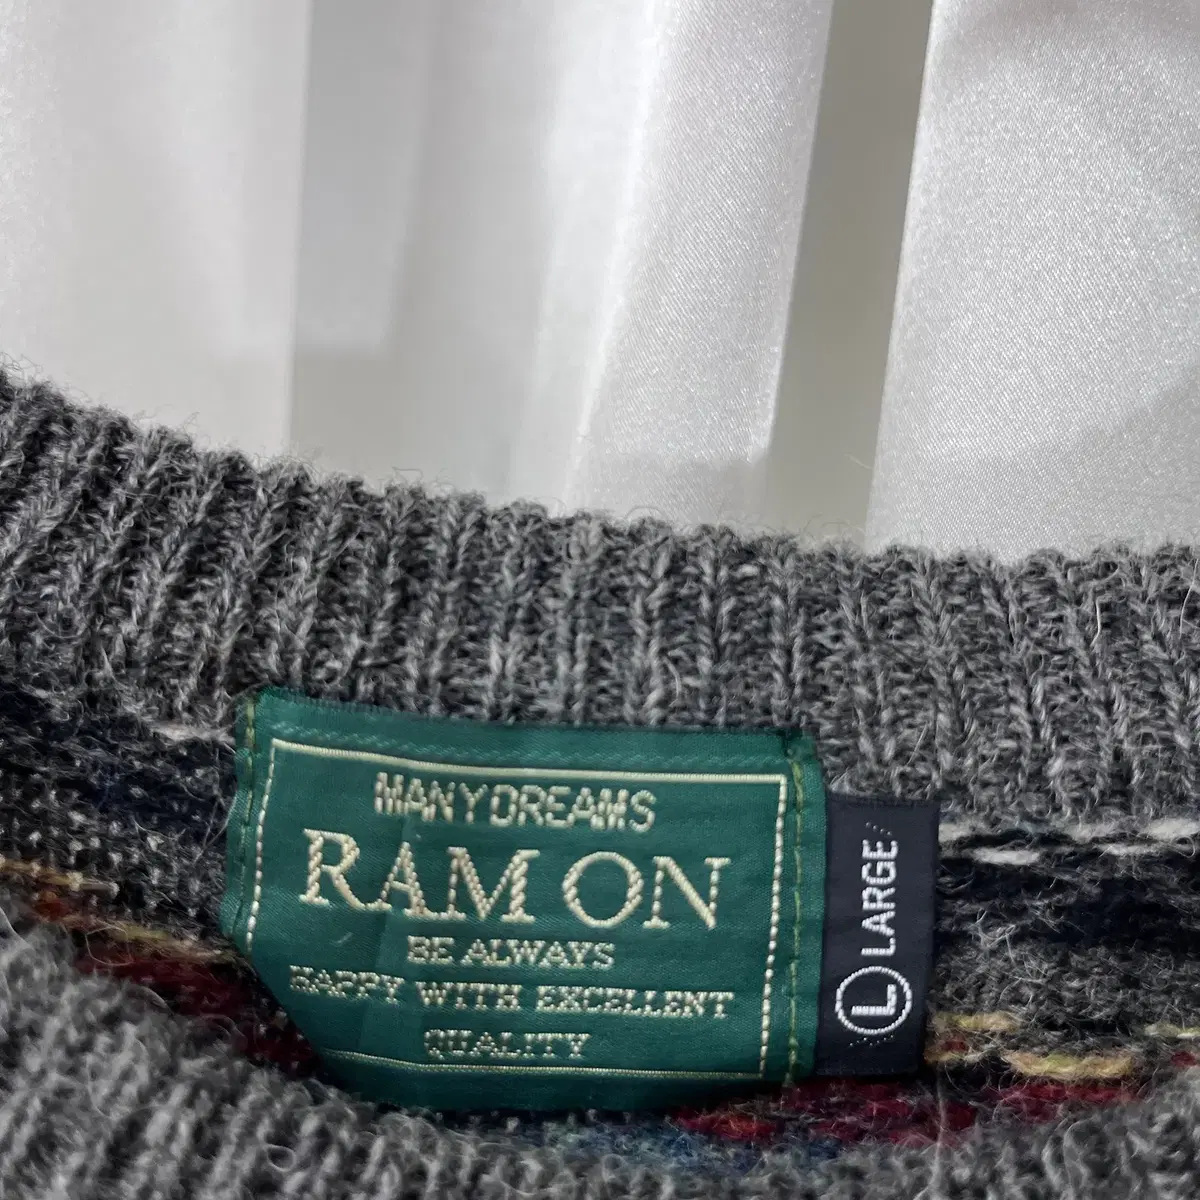 MANY DREAMS
RAM ON
BE ALWAYS
HAPPY WITH EXCELLENT
QUALITY
L LARGE